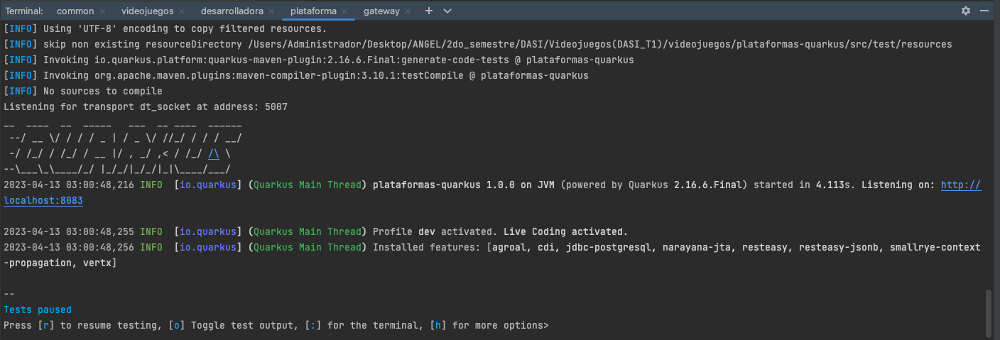 Terminal: common × videojuegos × desarrolladora × plataforma × gateway × +
[INFO] Using 'UTF-8' encoding to copy filtered resources.
[INFO] skip non existing resourceDirectory /Users/Administrador/Desktop/ANGEL/2do_semestre/DASI/Videojuegos(DASI_T1)/videojuegos/plataformas-quarkus/src/test/resources
[INFO] Invoking io.quarkus.platform:quarkus-maven-plugin:2.16.6.Final:generate-code-tests @ plataformas-quarkus
[INFO] Invoking org.apache.maven.plugins:maven-compiler-plugin:3.10.1:testCompile @ plataformas-quarkus
[INFO] No sources to compile
Listening for transport dt_socket at address: 5007
__  ____  __  _____   ___  __ ____  ______
 --/ __ \/ / / / _ | / _ \/ //_/ / / / __/
 -/ /_/ / /_/ / __ |/ , _/ ,< / /_/ /\ \
--\___\_\____/_/ |_/_/|_/_/|_|\____/___/
2023-04-13 03:00:48,216 INFO  [io.quarkus] (Quarkus Main Thread) plataformas-quarkus 1.0.0 on JVM (powered by Quarkus 2.16.6.Final) started in 4.113s. Listening on: http://
localhost:8083
2023-04-13 03:00:48,255 INFO  [io.quarkus] (Quarkus Main Thread) Profile dev activated. Live Coding activated.
2023-04-13 03:00:48,256 INFO  [io.quarkus] (Quarkus Main Thread) Installed features: [agroal, cdi, jdbc-postgresql, narayana-jta, resteasy, resteasy-jsonb, smallrye-context
-propagation, vertx]
--
Tests paused
Press [r] to resume testing, [o] Toggle test output, [:] for the terminal, [h] for more options>